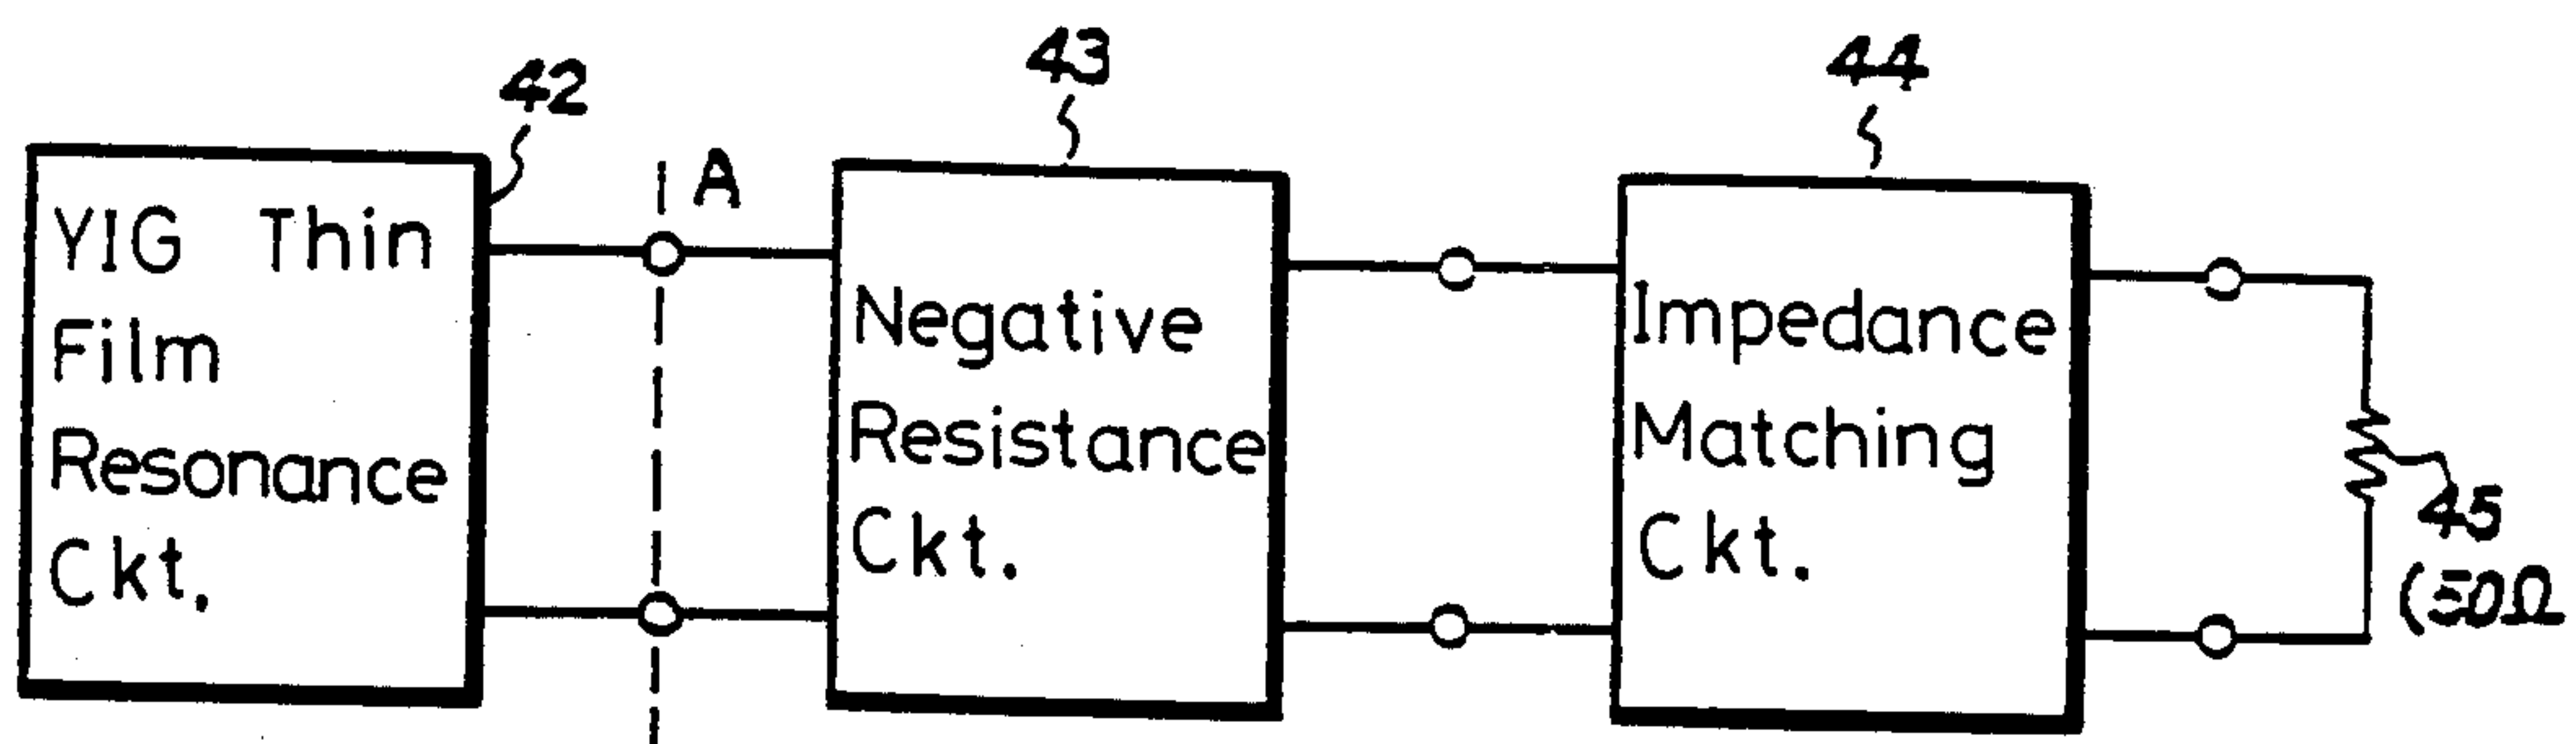 42
43
44
A
YIG Thin
Film
Resonance
Ckt.
Negative
Resistance
Ckt.
Impedance
Matching
Ckt.
45
(50Ω